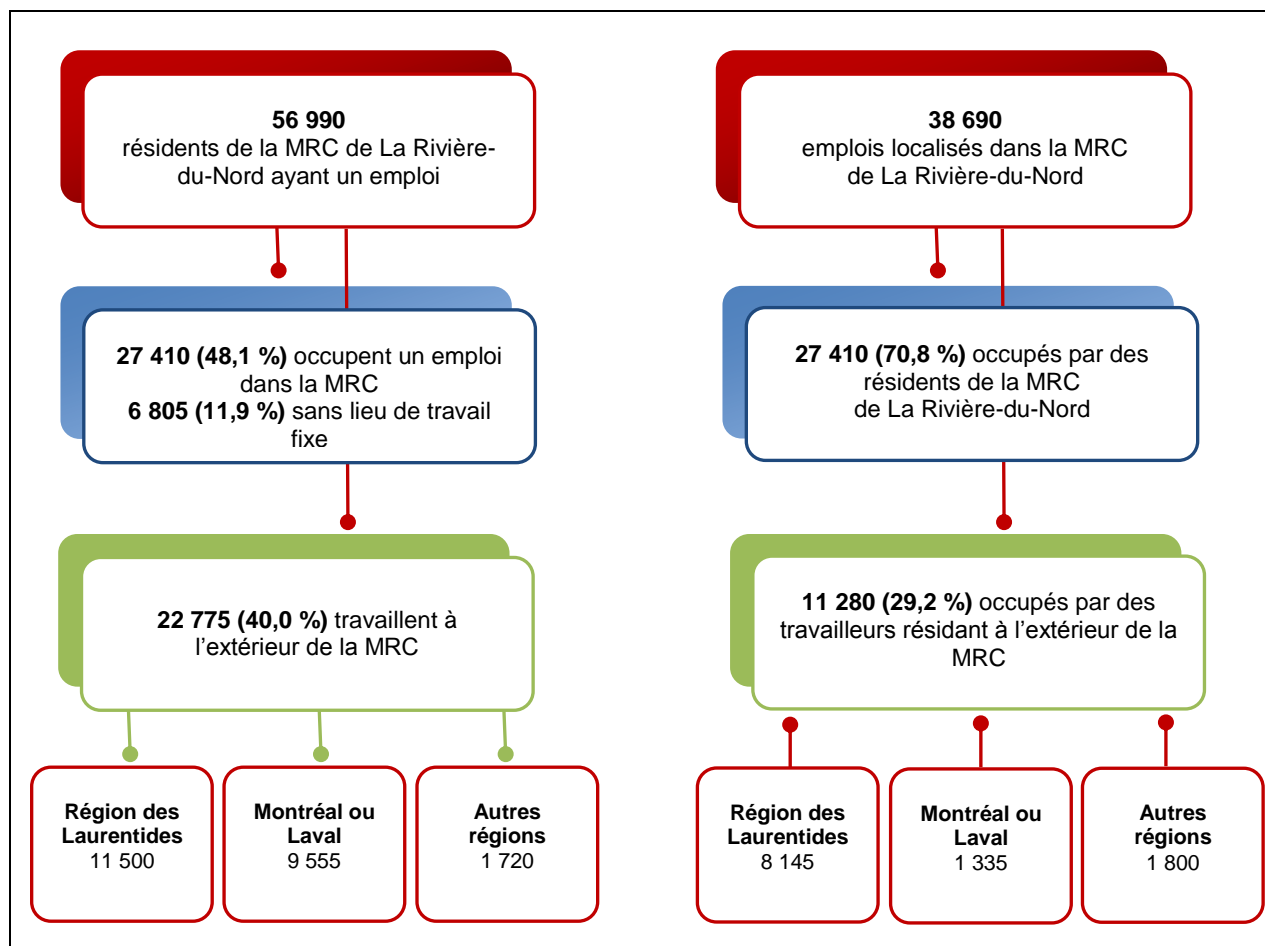 56 990
résidents de la MRC de La Rivière-
du-Nord ayant un emploi
27 410 (48,1 %) occupent un emploi
dans la MRC
6 805 (11,9 %) sans lieu de travail
fixe
22 775 (40,0 %) travaillent à
l’extérieur de la MRC
Région des
Laurentides
11 500
Montréal ou
Laval
9 555
Autres
régions
1 720
38 690
emplois localisés dans la MRC
de La Rivière-du-Nord
27 410 (70,8 %) occupés par des
résidents de la MRC
de La Rivière-du-Nord
11 280 (29,2 %) occupés par des
travailleurs résidant à l’extérieur de la
MRC
Région des
Laurentides
8 145
Montréal ou
Laval
1 335
Autres
régions
1 800